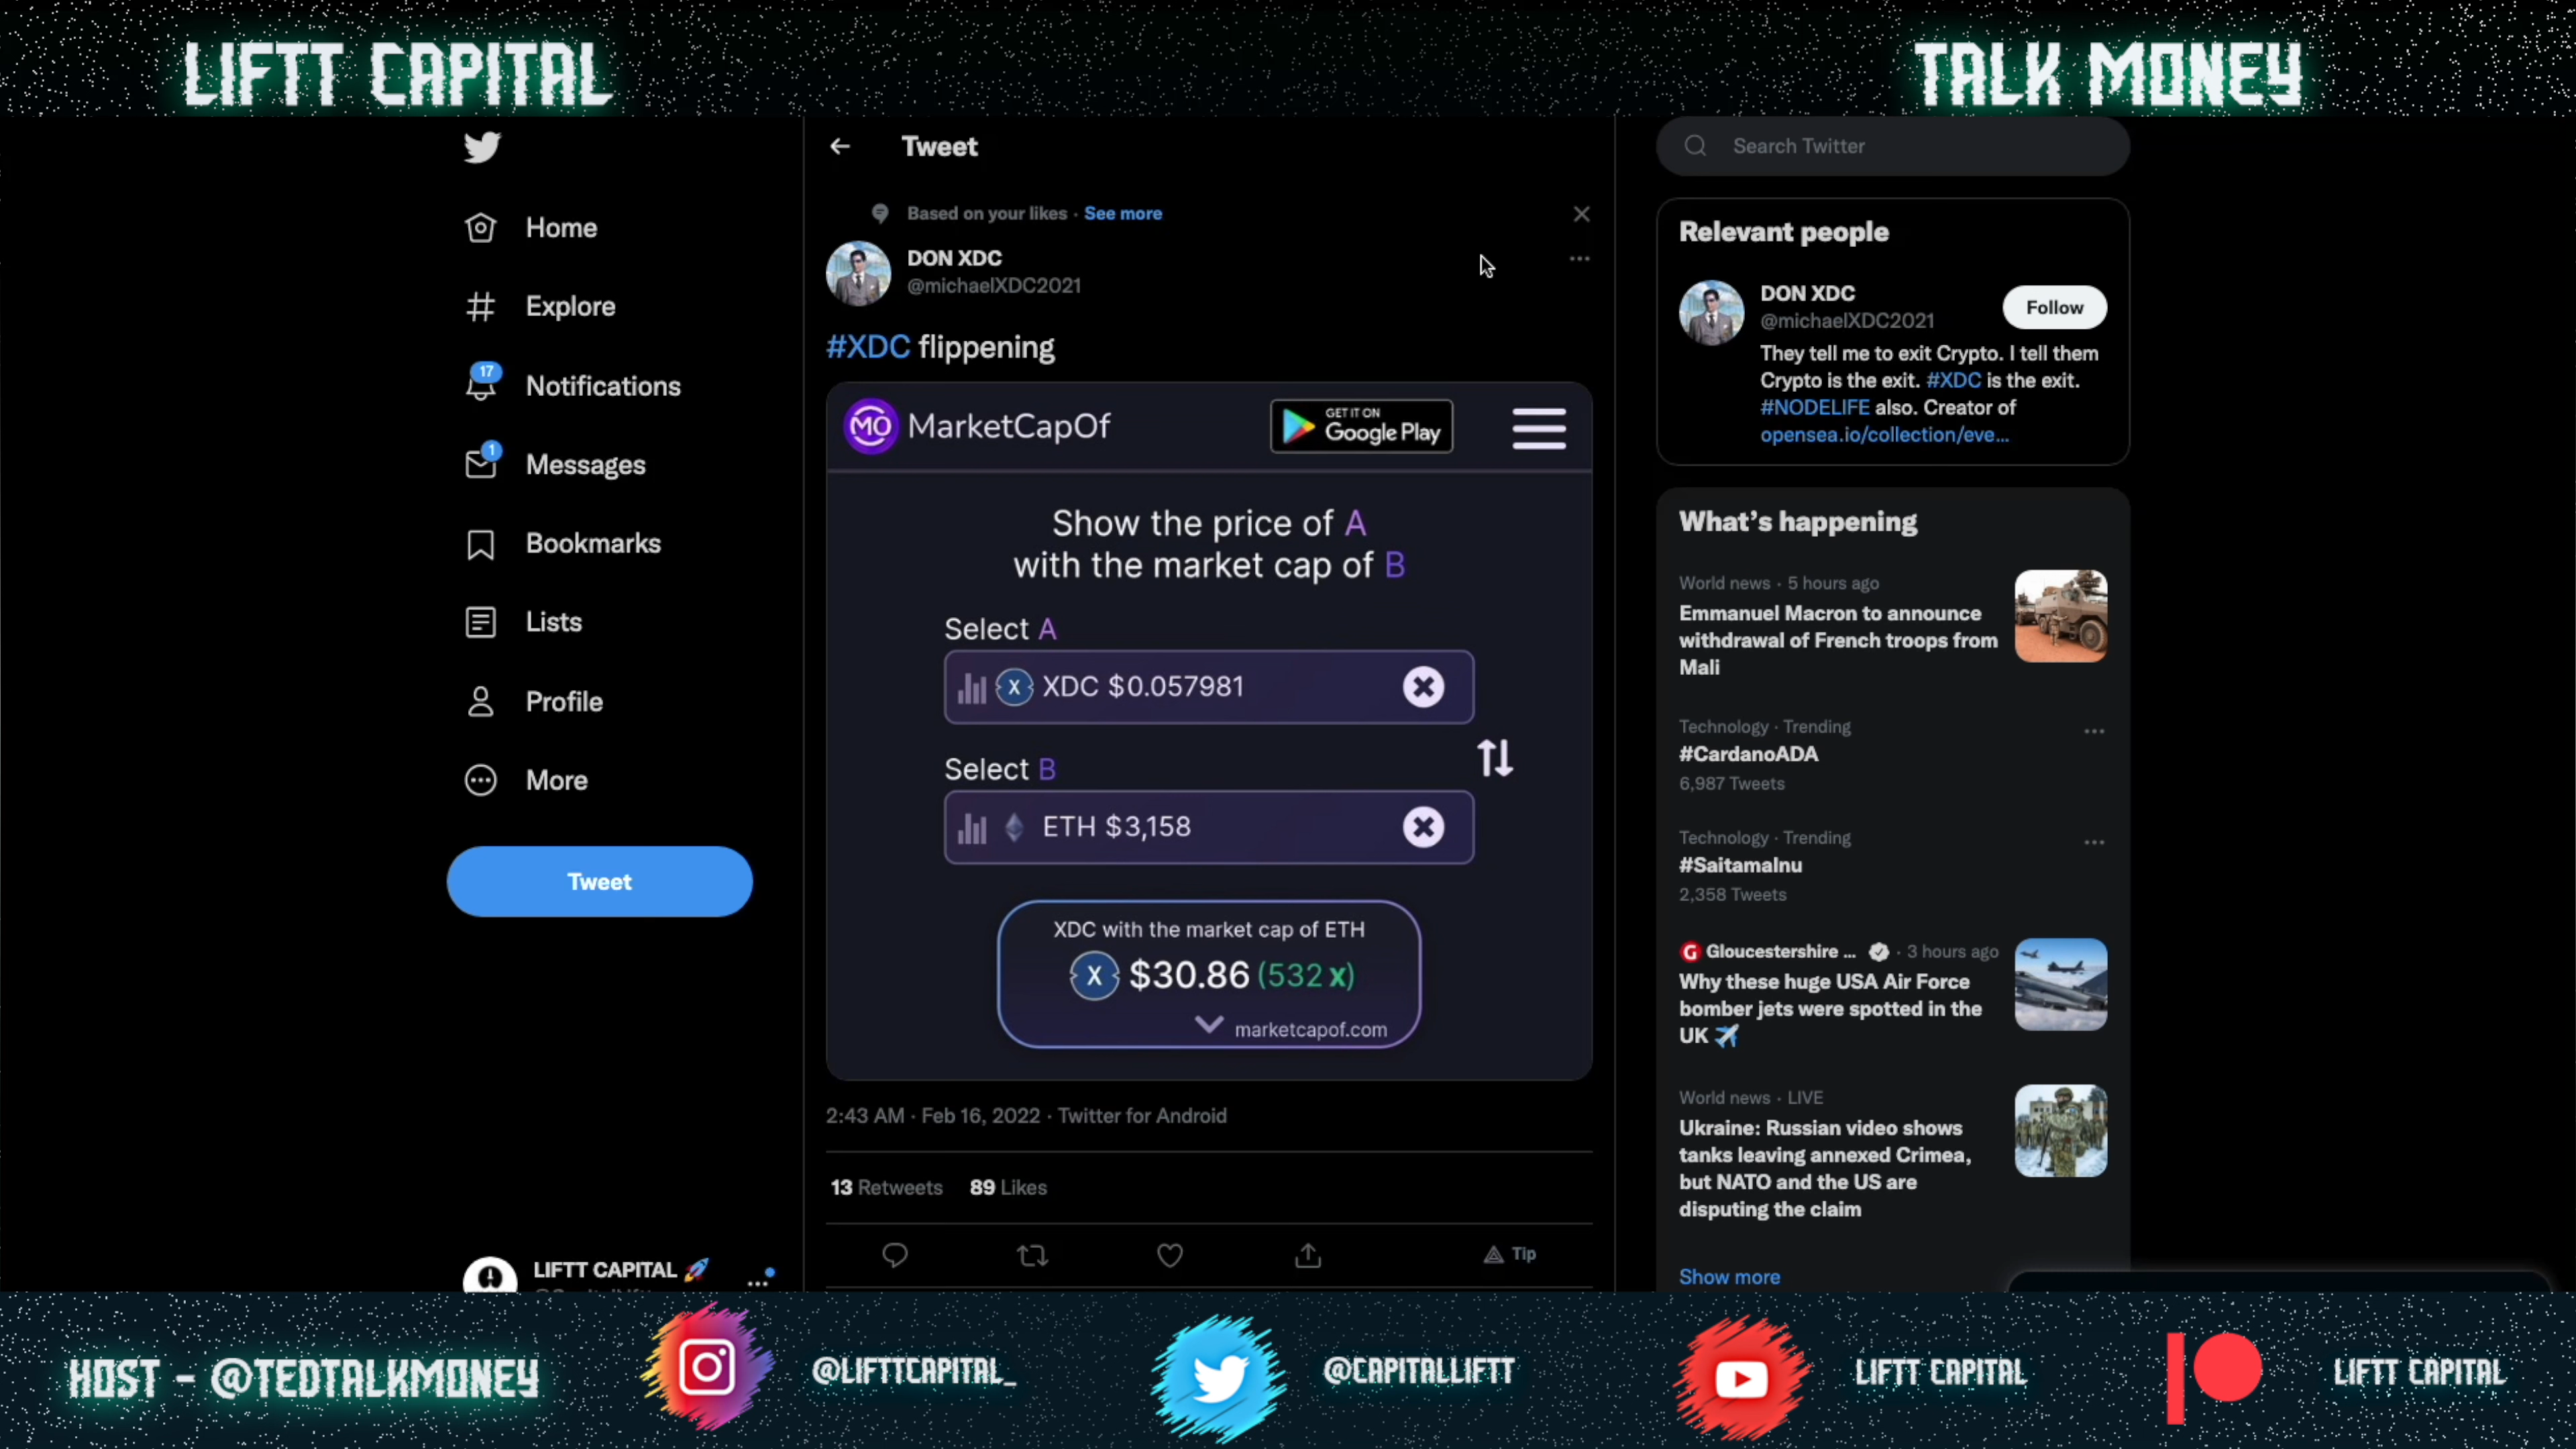 LIFTT CAPITAL
TALK MONEY
Home
Explore
17
Notifications
1
Messages
Bookmarks
Lists
Profile
More
Tweet
LIFTT CAPITAL
Tweet
Based on your likes · See more
DON XDC
@michaelXDC2021
#XDC flippening
MO MarketCapOf
GET IT ON
Google Play
Show the price of A
with the market cap of B
Select A
X XDC $0.057981
Select B
ETH $3,158
XDC with the market cap of ETH
X $30.86 (532 x)
marketcapof.com
2:43 AM · Feb 16, 2022 · Twitter for Android
13 Retweets 89 Likes
Tip
Search Twitter
Relevant people
DON XDC
@michaelXDC2021
Follow
They tell me to exit Crypto. I tell them
Crypto is the exit. #XDC is the exit.
#NODELIFE also. Creator of
opensea.io/collection/eve...
What's happening
World news · 5 hours ago
Emmanuel Macron to announce
withdrawal of French troops from
Mali
Technology · Trending
#CardanoADA
6,987 Tweets
Technology · Trending
#SaitamaInu
2,358 Tweets
G Gloucestershire ... · 3 hours ago
Why these huge USA Air Force
bomber jets were spotted in the
UK ✈️
World news · LIVE
Ukraine: Russian video shows
tanks leaving annexed Crimea,
but NATO and the US are
disputing the claim
Show more
HOST - @TEDTALKMONEY
@LIFTTCAPITAL_
@CAPITALLIFTT
LIFTT CAPITAL
LIFTT CAPITAL